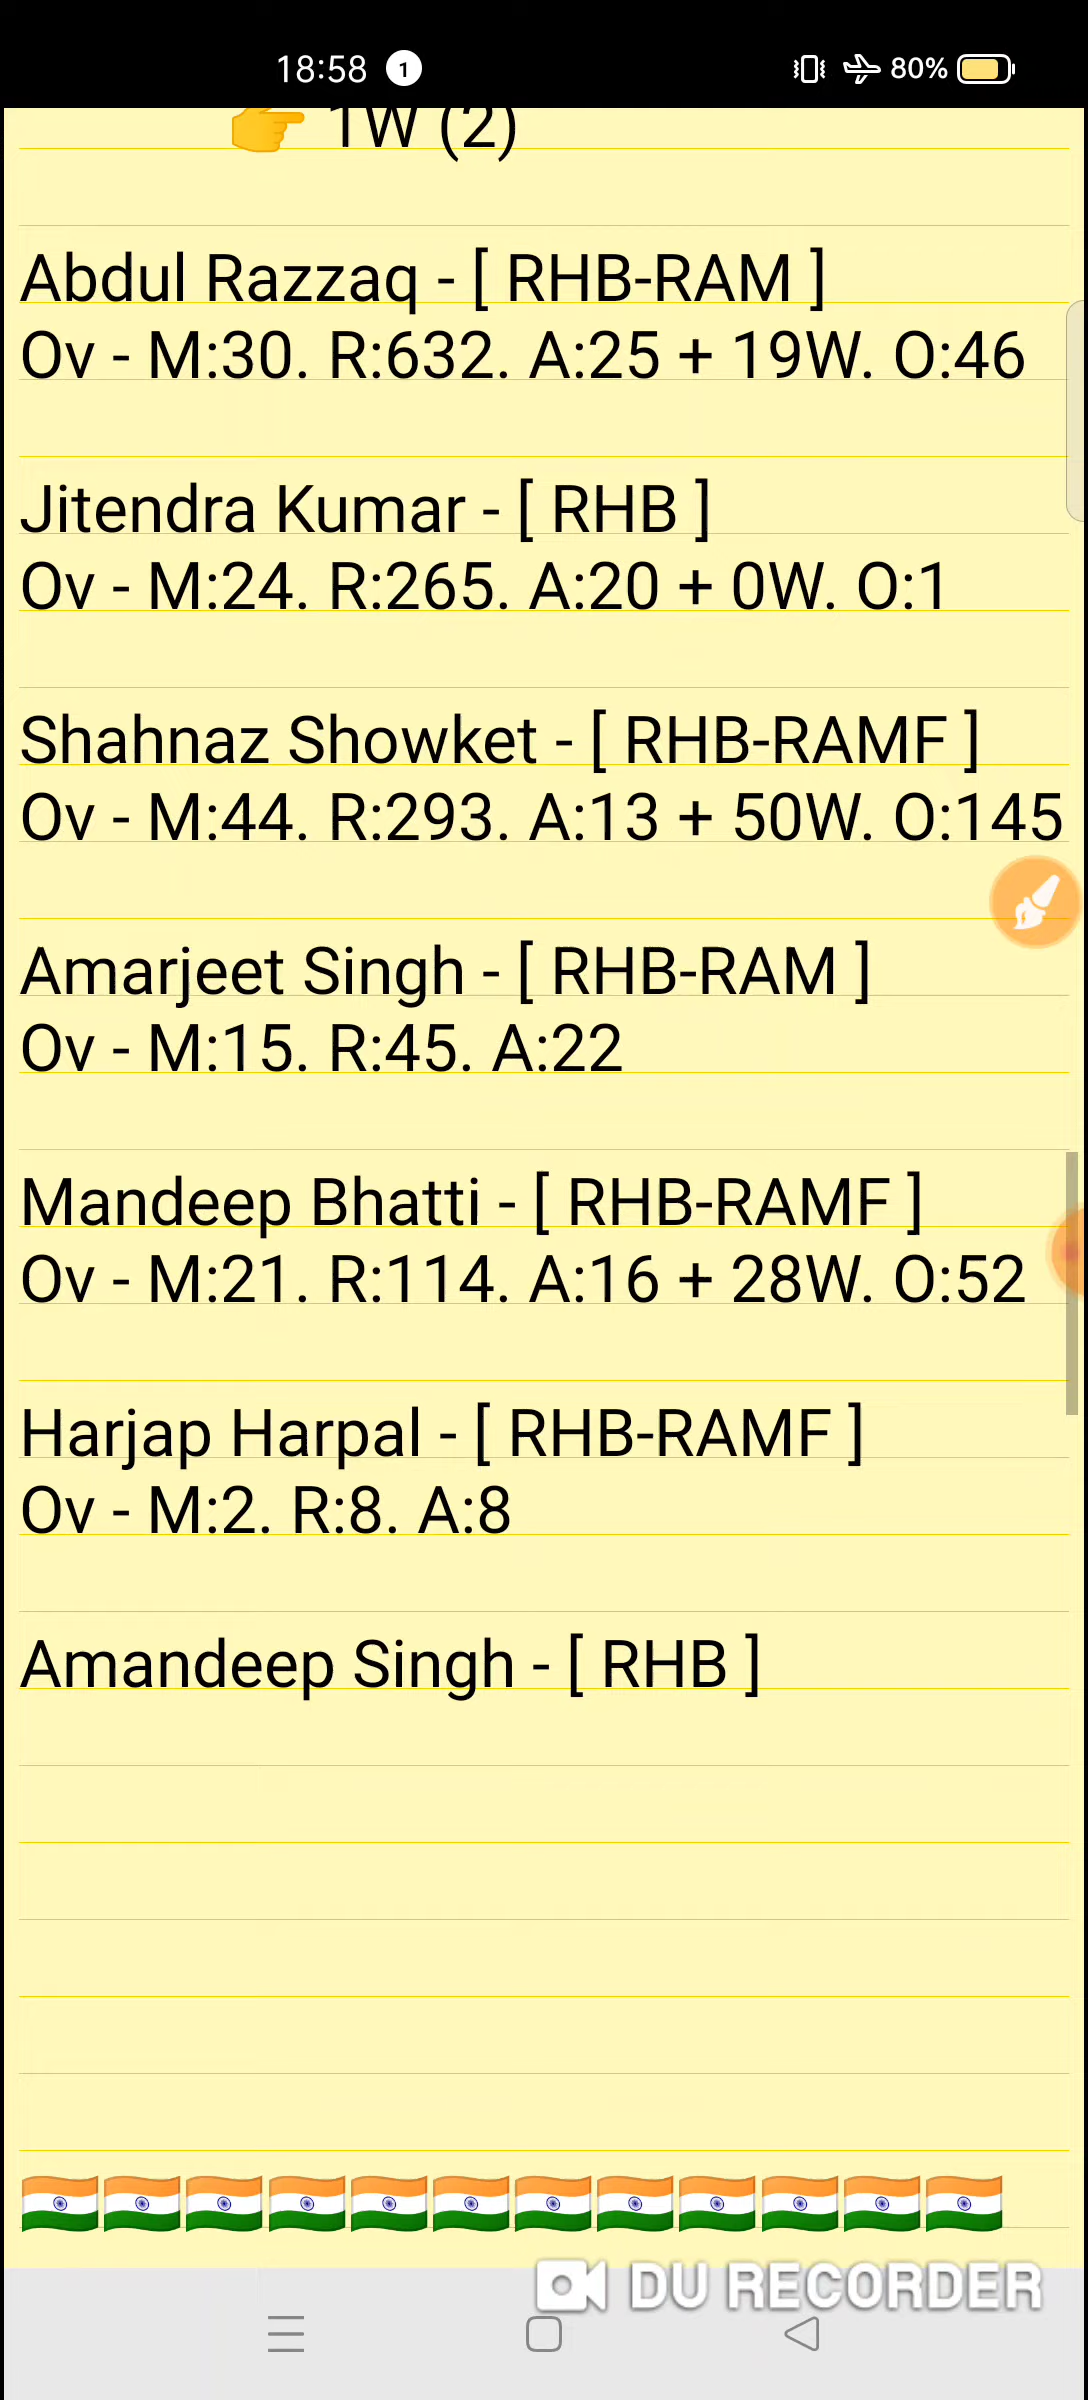 18:58 1 80%
👉 1W (2)
Abdul Razzaq - [ RHB-RAM ]
Ov - M:30. R:632. A:25 + 19W. O:46
Jitendra Kumar - [ RHB ]
Ov - M:24. R:265. A:20 + 0W. O:1
Shahnaz Showket - [ RHB-RAMF ]
Ov - M:44. R:293. A:13 + 50W. O:145
Amarjeet Singh - [ RHB-RAM ]
Ov - M:15. R:45. A:22
Mandeep Bhatti - [ RHB-RAMF ]
Ov - M:21. R:114. A:16 + 28W. O:52
Harjap Harpal - [ RHB-RAMF ]
Ov - M:2. R:8. A:8
Amandeep Singh - [ RHB ]
🇮🇳🇮🇳🇮🇳🇮🇳🇮🇳🇮🇳🇮🇳🇮🇳🇮🇳🇮🇳🇮🇳🇮🇳
DU RECORDER